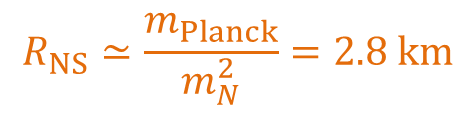 R_NS ≃ m_Planck / m_N^2 = 2.8 km